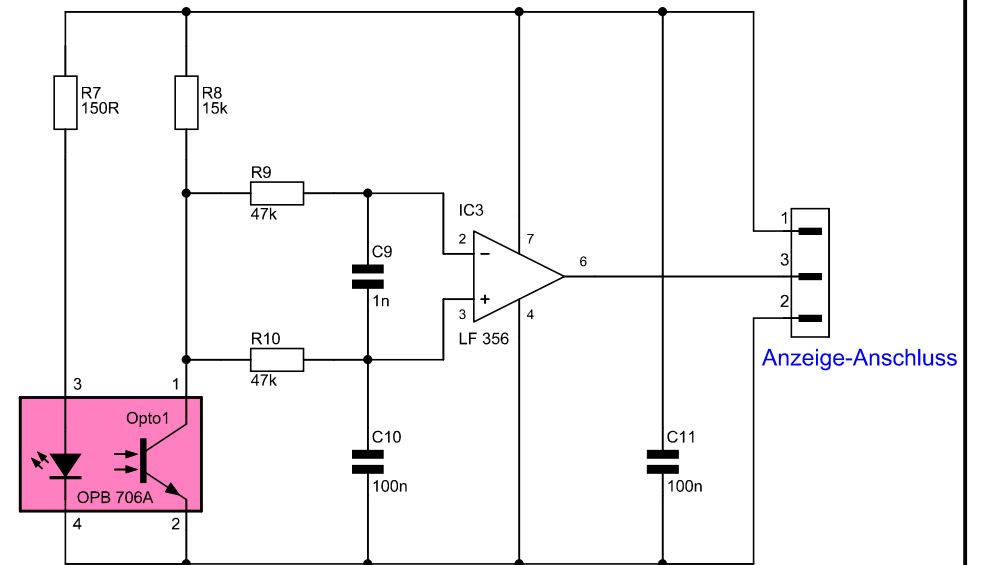 R7
150R
R8
15k
R9
47k
IC3
2
7
1
C9
1n
6
3
3
4
2
LF 356
R10
47k
Anzeige-Anschluss
3
1
Opto1
C10
100n
C11
100n
OPB 706A
4
2